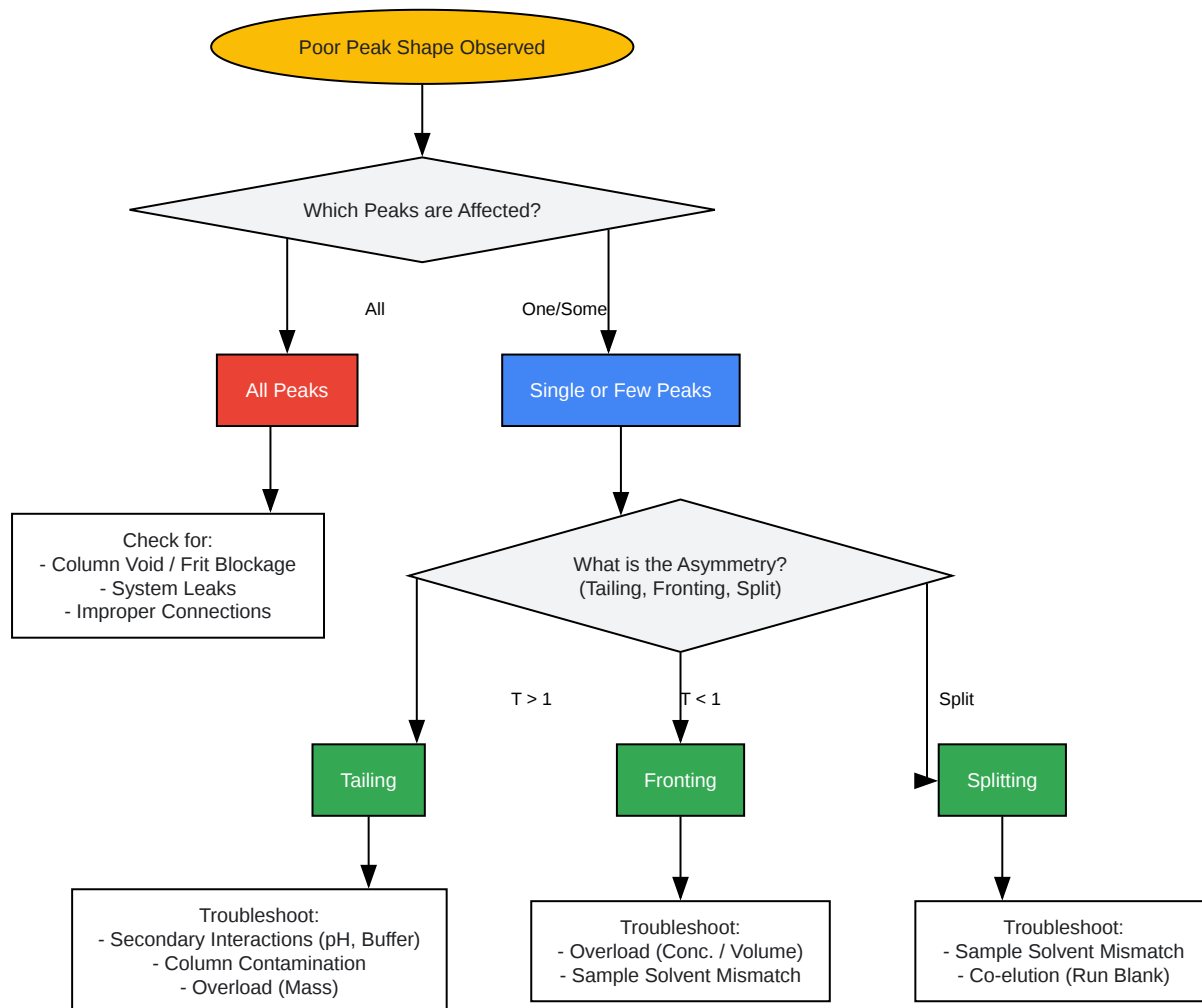 Poor Peak Shape Observed
Which Peaks are Affected?
All
One/Some
All Peaks
Single or Few Peaks
Check for:
- Column Void / Frit Blockage
- System Leaks
- Improper Connections
What is the Asymmetry?
(Tailing, Fronting, Split)
T > 1
T < 1
Split
Tailing
Fronting
Splitting
Troubleshoot:
- Secondary Interactions (pH, Buffer)
- Column Contamination
- Overload (Mass)
Troubleshoot:
- Overload (Conc. / Volume)
- Sample Solvent Mismatch
Troubleshoot:
- Sample Solvent Mismatch
- Co-elution (Run Blank)